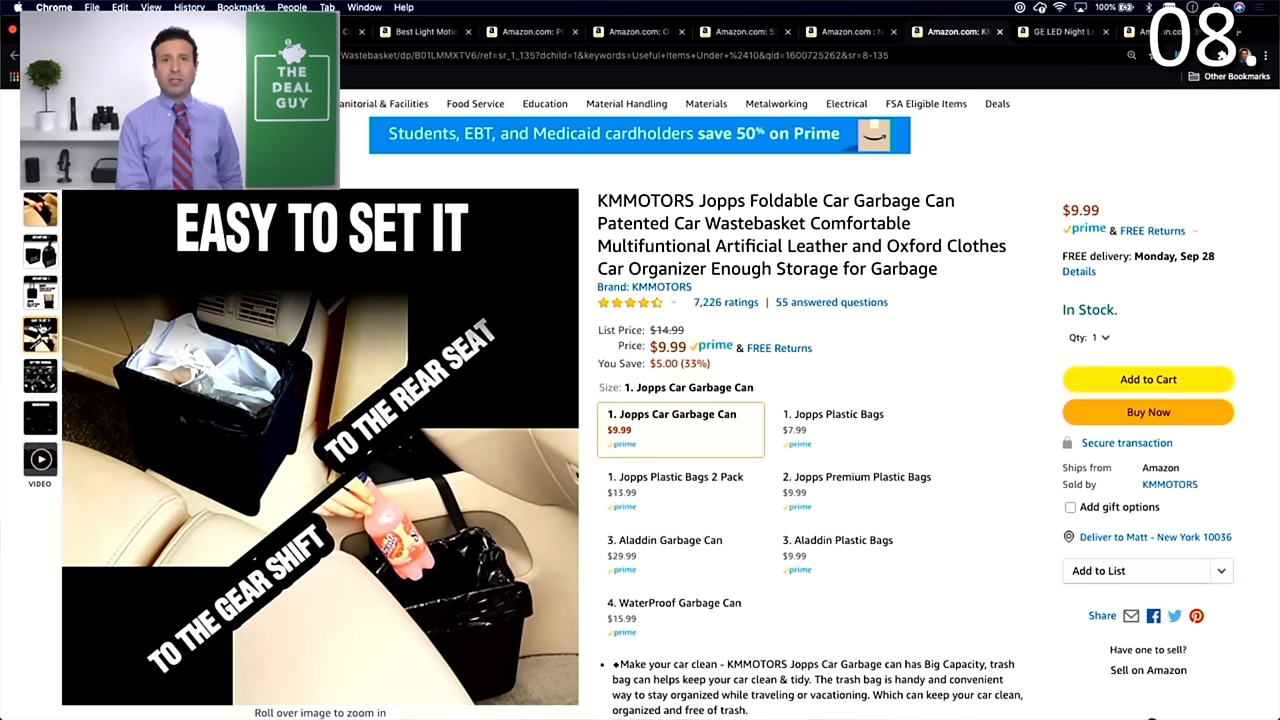 Chrome File Edit View History Bookmarks People Tab Window Help
100%
08.
Best Light Moti
Amazon.com: P
Amazon.com:
Amazon.com: S
Amazon.com : N
Amazon.com: K
GE LED Night L
Amazon.com
Wastebasket/dp/B01LMMXTV6/ref=sr_1_135?dchild=1&keywords=Useful+Items+Under+%2410&qid=1600725262&sr=8-135
Other Bookmarks
THE
DEAL
GUY
anitorial & Facilities Food Service Education Material Handling Materials Metalworking Electrical FSA Eligible Items Deals
Students, EBT, and Medicaid cardholders save 50% on Prime
EASY TO SET IT
TO THE REAR SEAT
TO THE GEAR SHIFT
VIDEO
Roll over image to zoom in
KMMOTORS Jopps Foldable Car Garbage Can
Patented Car Wastebasket Comfortable
Multifuntional Artificial Leather and Oxford Clothes
Car Organizer Enough Storage for Garbage
Brand: KMMOTORS
7,226 ratings | 55 answered questions
List Price: $14.99
Price: $9.99 prime & FREE Returns
You Save: $5.00 (33%)
Size: 1. Jopps Car Garbage Can
1. Jopps Car Garbage Can
$9.99
prime
1. Jopps Plastic Bags
$7.99
prime
1. Jopps Plastic Bags 2 Pack
$13.99
prime
2. Jopps Premium Plastic Bags
$9.99
prime
3. Aladdin Garbage Can
$29.99
prime
3. Aladdin Plastic Bags
$9.99
prime
4. WaterProof Garbage Can
$15.99
prime
• ◆Make your car clean - KMMOTORS Jopps Car Garbage can has Big Capacity, trash
bag can helps keep your car clean & tidy. The trash bag is handy and convenient
way to stay organized while traveling or vacationing. Which can keep your car clean,
organized and free of trash.
$9.99
prime & FREE Returns
FREE delivery: Monday, Sep 28
Details
In Stock.
Qty: 1
Add to Cart
Buy Now
Secure transaction
Ships from Amazon
Sold by KMMOTORS
Add gift options
Deliver to Matt - New York 10036
Add to List
Share
Have one to sell?
Sell on Amazon